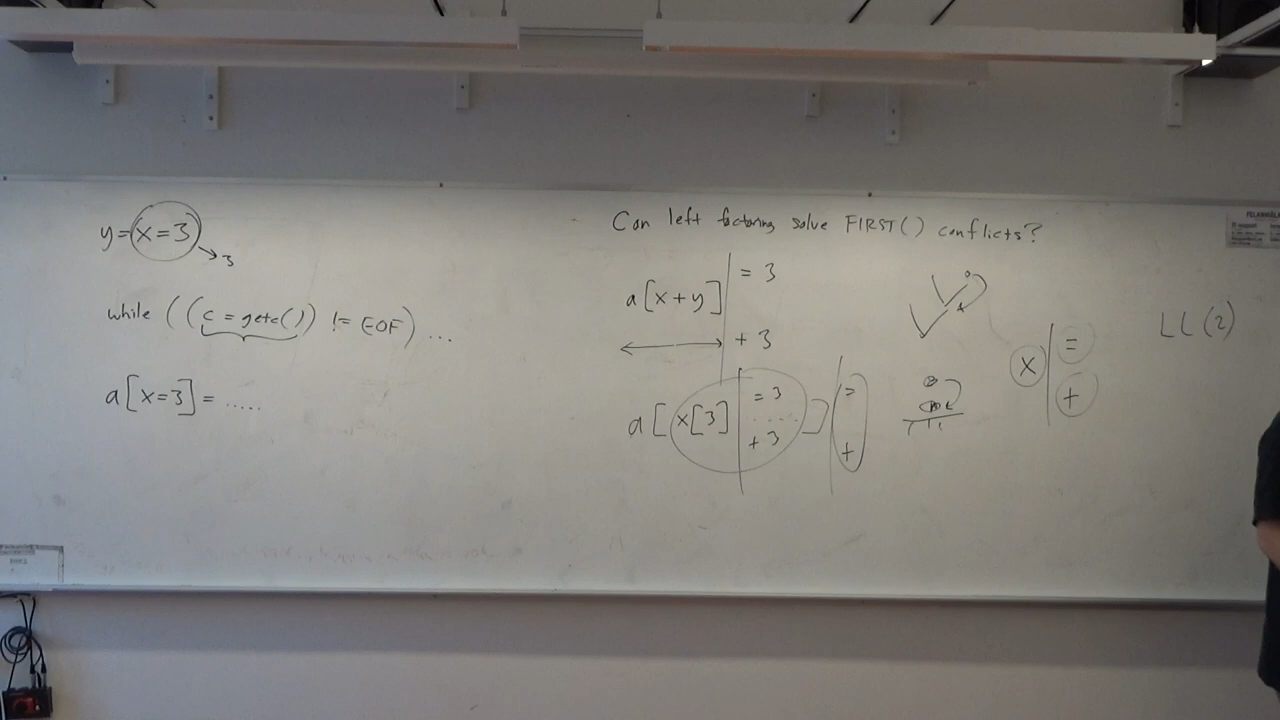 y=(x=3)
3
while ((c = getc()) != EOF) ...
a[x=3] = .....
Can left factoring solve FIRST() conflicts?
a[x+y]
= 3
+ 3
a[x[3]
= 3
.....
+ 3
]
=
+
x
=
+
LL(2)